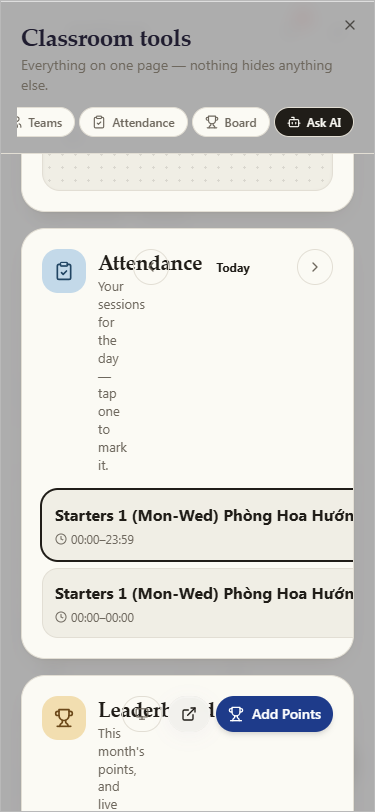 Classroom tools
Everything on one page — nothing hides anything
else.
Teams
Attendance
Board
Ask AI
Attendance
Today
Your
sessions
for
the
day
—
tap
one
to
mark
it.
Starters 1 (Mon-Wed) Phòng Hoa Hướn
00:00–23:59
Starters 1 (Mon-Wed) Phòng Hoa Hướn
00:00–00:00
Add Points
This
month's
points,
and
live